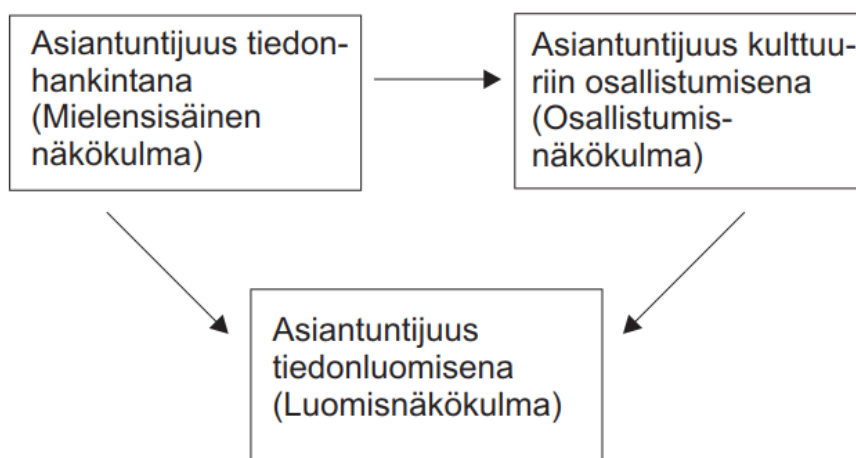 Asiantuntijuus tiedon-
hankintana
(Mielensisäinen
näkökulma)
Asiantuntijuus kulttuu-
riin osallistumisena
(Osallistumis-
näkökulma)
Asiantuntijuus
tiedonluomisena
(Luomisnäkökulma)